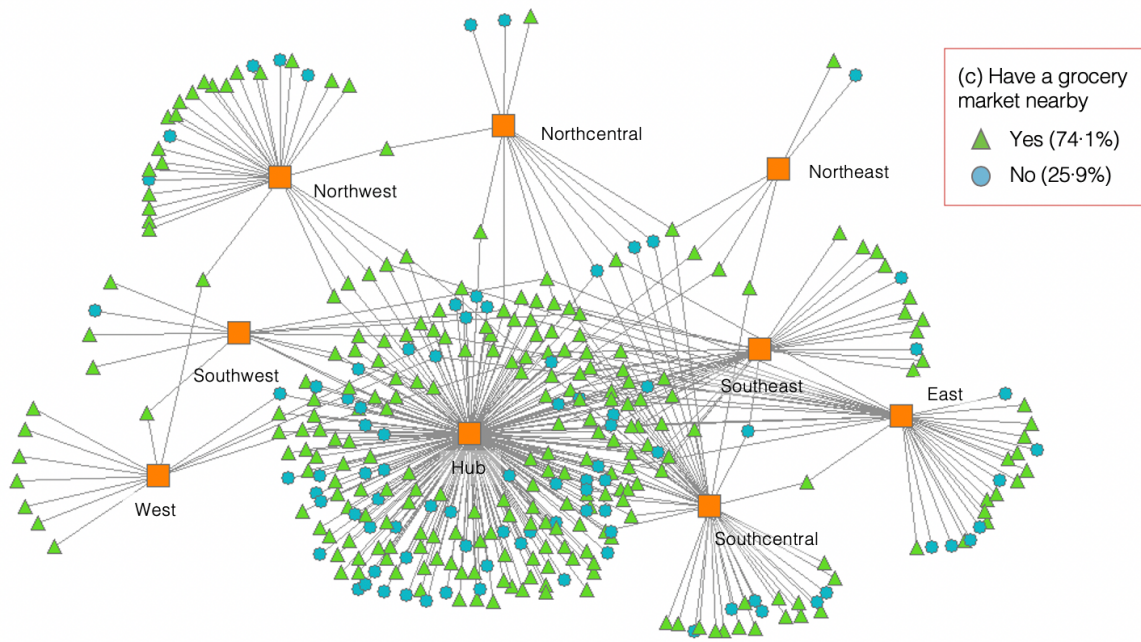 (c) Have a grocery
market nearby
Yes (74·1%)
No (25·9%)
Northcentral
Northeast
Northwest
Southwest
Southeast
East
Hub
West
Southcentral